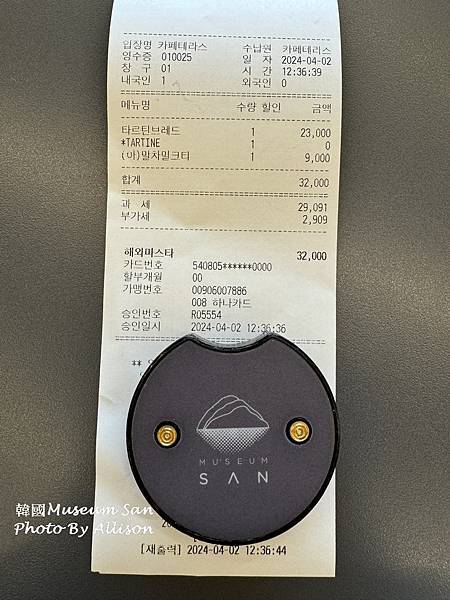 입장명 카페테라스 수납원 카페테라스
영수증 010025 일 자 2024-04-02
창 구 01 시 간 12:36:39
내국인 1 외국인 0
메뉴명 수량 할인 금액
타르틴브레드 1 23,000
*TARTINE 1 0
(아)말차밀크티 1 9,000
합계 32,000
과 세 29,091
부가세 2,909
해외마스타 32,000
카드번호 540805******0000
할부개월 00
가맹번호 00906007886
008 하나카드
승인번호 R05554
승인일시 2024-04-02 12:36:36
**
MUSEUM
SAN
韓國Museum San
Photo By Allison
[재출력] 2024-04-02 12:36:44